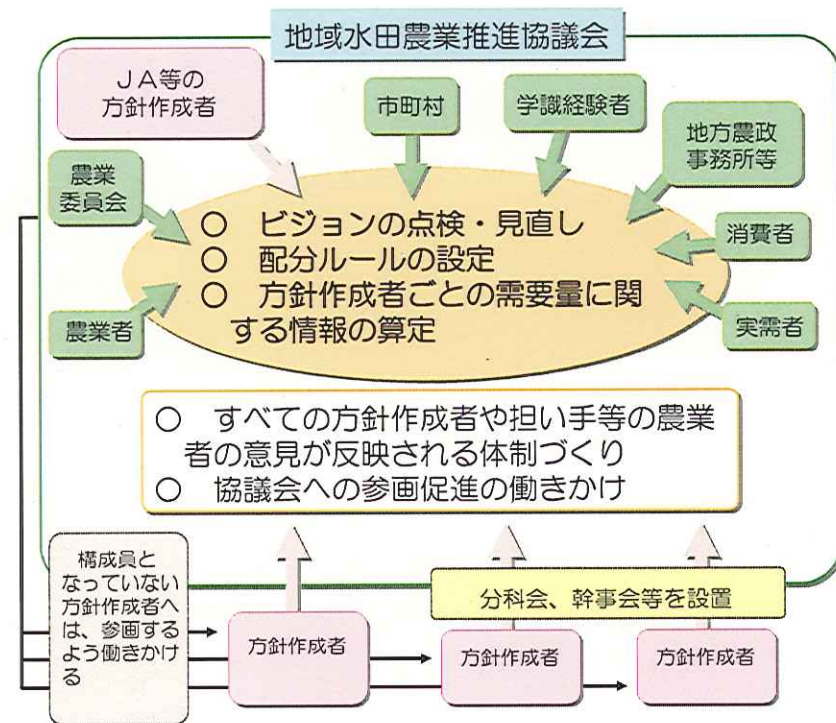 地域水田農業推進協議会
JA等の
方針作成者
市町村
学識経験者
地方農政
事務所等
農業
委員会
消費者
農業者
実需者
○ ビジョンの点検・見直し
○ 配分ルールの設定
○ 方針作成者ごとの需要量に関
する情報の算定
○ すべての方針作成者や担い手等の農業
者の意見が反映される体制づくり
○ 協議会への参画促進の働きかけ
構成員と
なっていない
方針作成者へ
は、参画する
よう働きかけ
る
分科会、幹事会等を設置
方針作成者
方針作成者
方針作成者